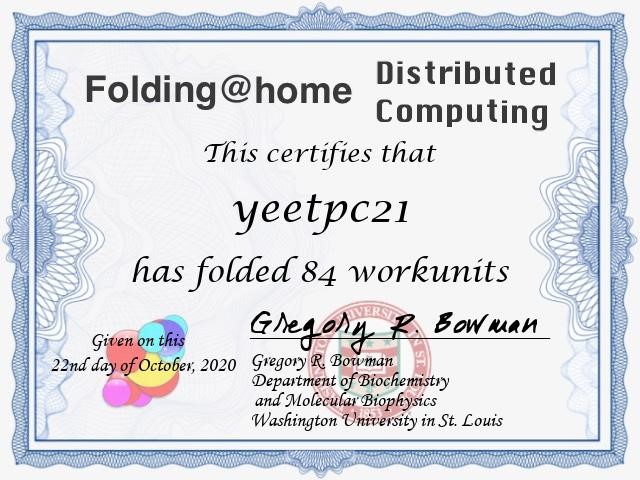 Folding@home
Distributed
Computing
This certifies that
yeetpc21
has folded 84 workunits
Given on this
22nd day of October, 2020
Gregory R. Bowman
Gregory R. Bowman
Department of Biochemistry
and Molecular Biophysics
Washington University in St. Louis